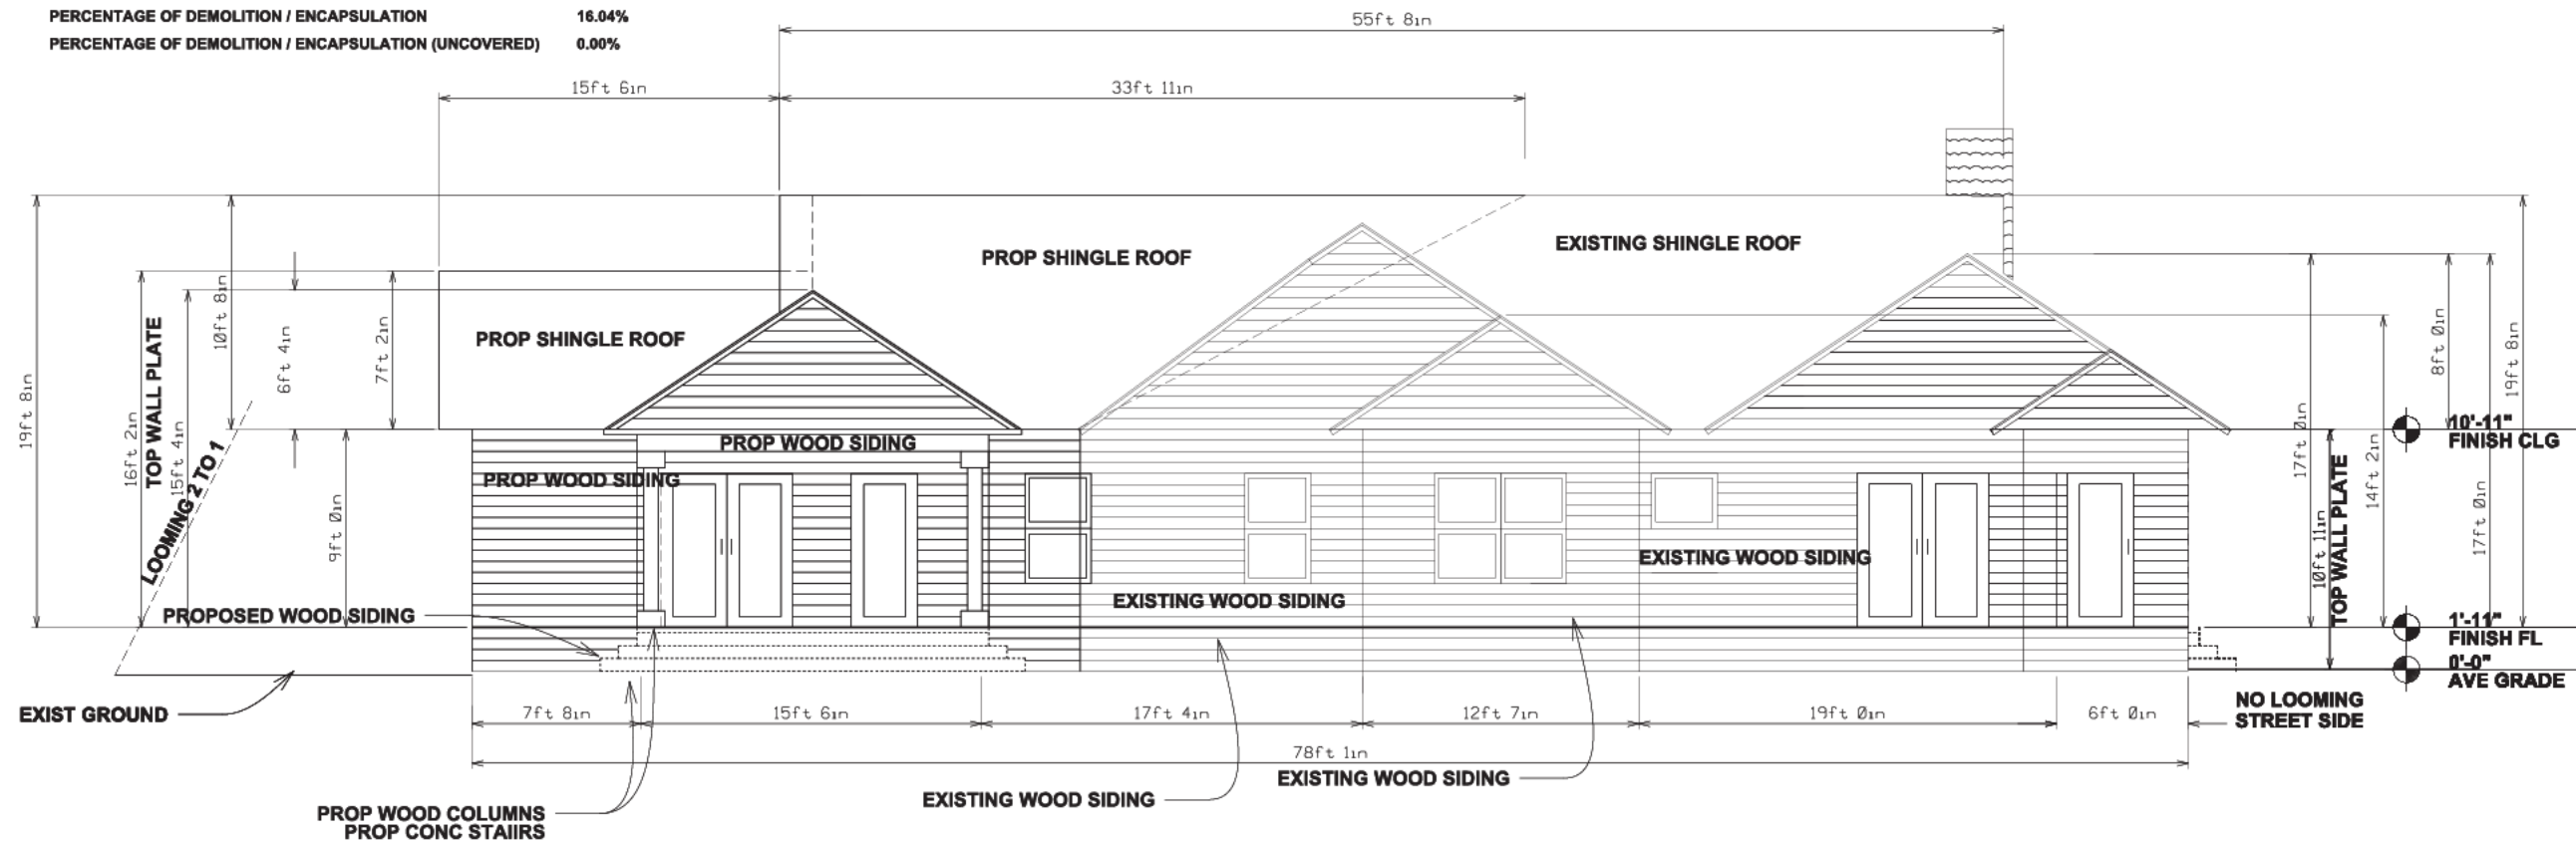 PERCENTAGE OF DEMOLITION / ENCAPSULATION 16.04%
PERCENTAGE OF DEMOLITION / ENCAPSULATION (UNCOVERED) 0.00%
55ft 8in
15ft 6in
33ft 11in
PROP SHINGLE ROOF
EXISTING SHINGLE ROOF
PROP SHINGLE ROOF
19ft 8in
16ft 2in
TOP WALL PLATE
15ft 4in
10ft 8in
6ft 4in
7ft 2in
LOOMING 2 TO 1
9ft 0in
PROP WOOD SIDING
PROP WOOD SIDING
PROPOSED WOOD SIDING
EXISTING WOOD SIDING
EXISTING WOOD SIDING
17ft 0in
10ft 11in
TOP WALL PLATE
14ft 2in
8ft 0in
17ft 0in
19ft 8in
10'-11"
FINISH CLG
1'-11"
FINISH FL
0'-0"
AVE GRADE
EXIST GROUND
7ft 8in
15ft 6in
17ft 4in
12ft 7in
19ft 0in
6ft 0in
NO LOOMING
STREET SIDE
78ft 1in
EXISTING WOOD SIDING
EXISTING WOOD SIDING
PROP WOOD COLUMNS
PROP CONC STAIIRS